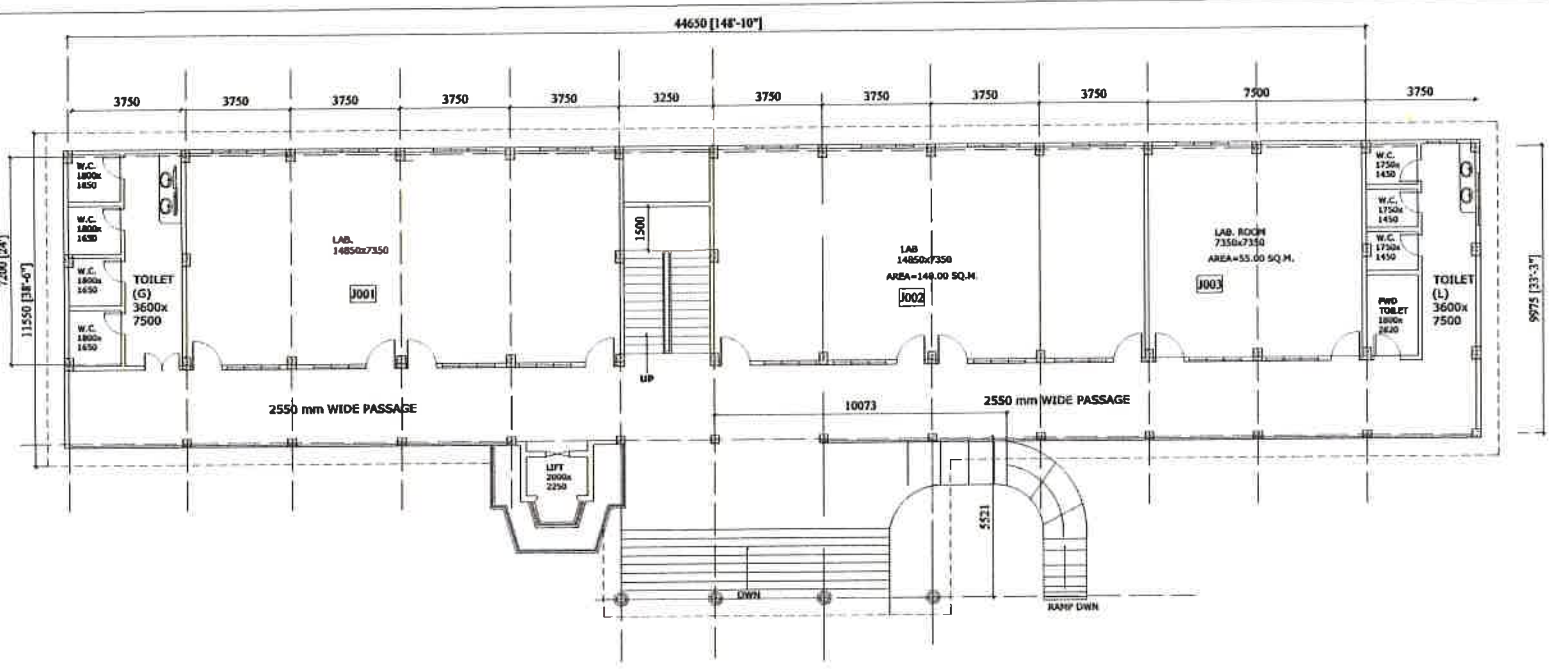 44650 [148'-10"]
3750
3750
3750
3750
3750
3250
3750
3750
3750
3750
7500
3750
7200 [24']
11550 [38'-6"]
9975 [33'-3"]
W.C.
1800x
1650
W.C.
1800x
1650
W.C.
1800x
1650
W.C.
1800x
1650
TOILET
(G)
3600x
7500
LAB.
14850x7350
J001
1500
UP
LAB
14850x7350
AREA=148.00 SQ.M.
J002
LAB. ROOM
7350x7350
AREA=55.00 SQ.M.
J003
W.C.
1750x
1450
W.C.
1750x
1450
W.C.
1750x
1450
PWD
TOILET
1800x
2820
TOILET
(L)
3600x
7500
2550 mm WIDE PASSAGE
10073
2550 mm WIDE PASSAGE
LIFT
2000x
2250
5521
DWN
RAMP DWN